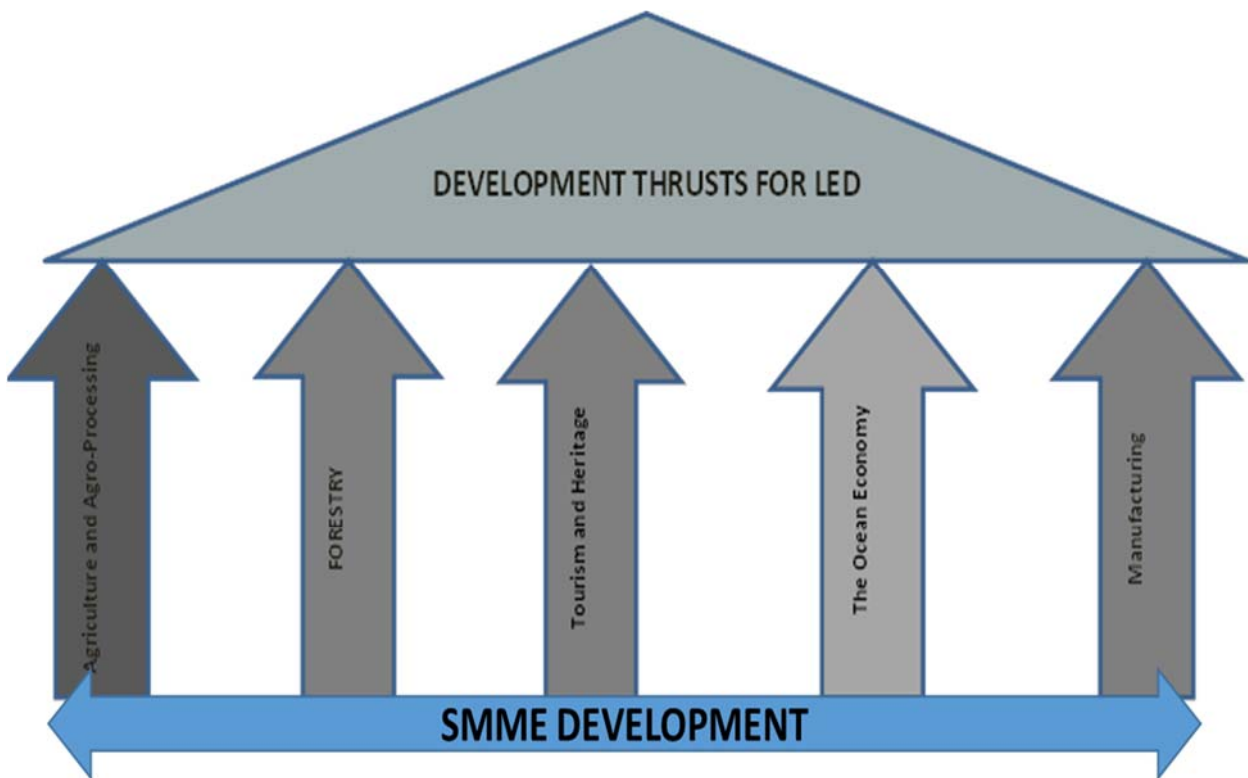 DEVELOPMENT THRUSTS FOR LED
Agriculture and Agro-Processing
FORESTRY
Tourism and Heritage
The Ocean Economy
Manufacturing
SMME DEVELOPMENT